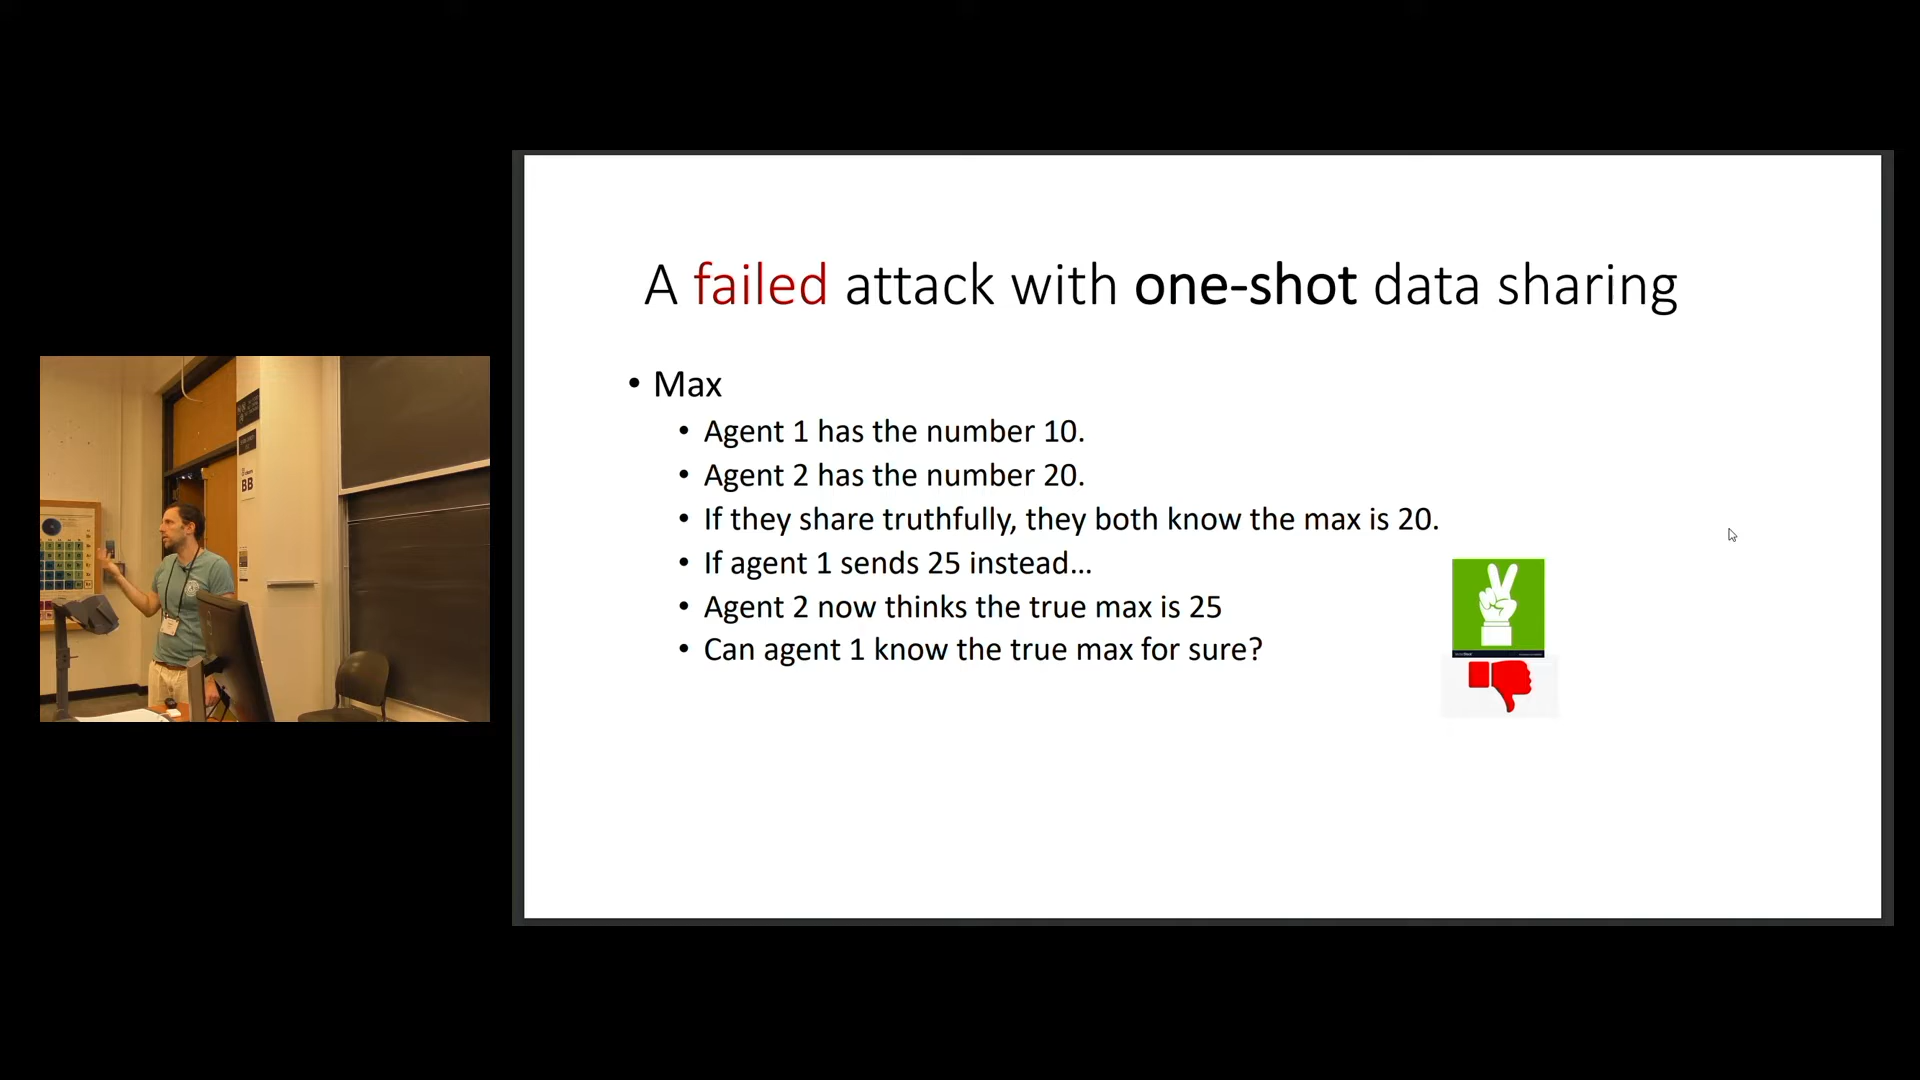 A failed attack with one-shot data sharing
• Max
• Agent 1 has the number 10.
• Agent 2 has the number 20.
• If they share truthfully, they both know the max is 20.
• If agent 1 sends 25 instead…
• Agent 2 now thinks the true max is 25
• Can agent 1 know the true max for sure?
BB